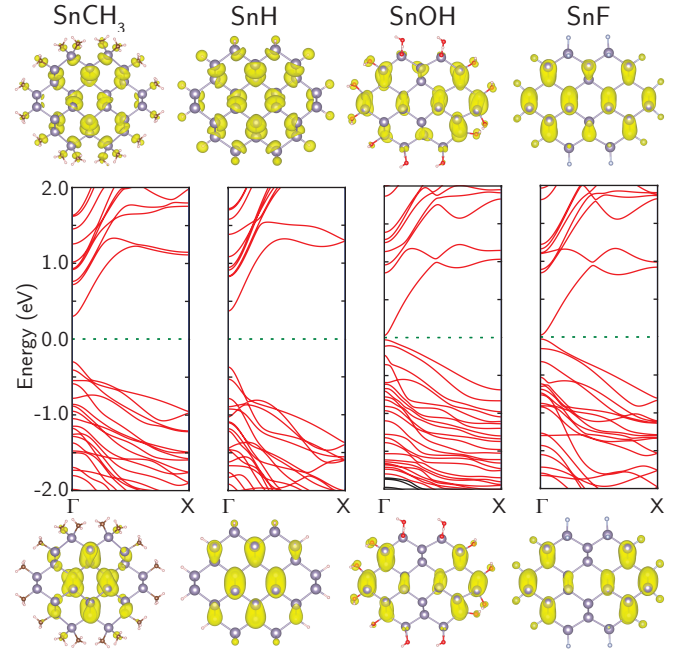 SnCH₃ SnH SnOH SnF
Energy (eV)
2.0
1.0
0.0
-1.0
-2.0
Γ X Γ X Γ X Γ X